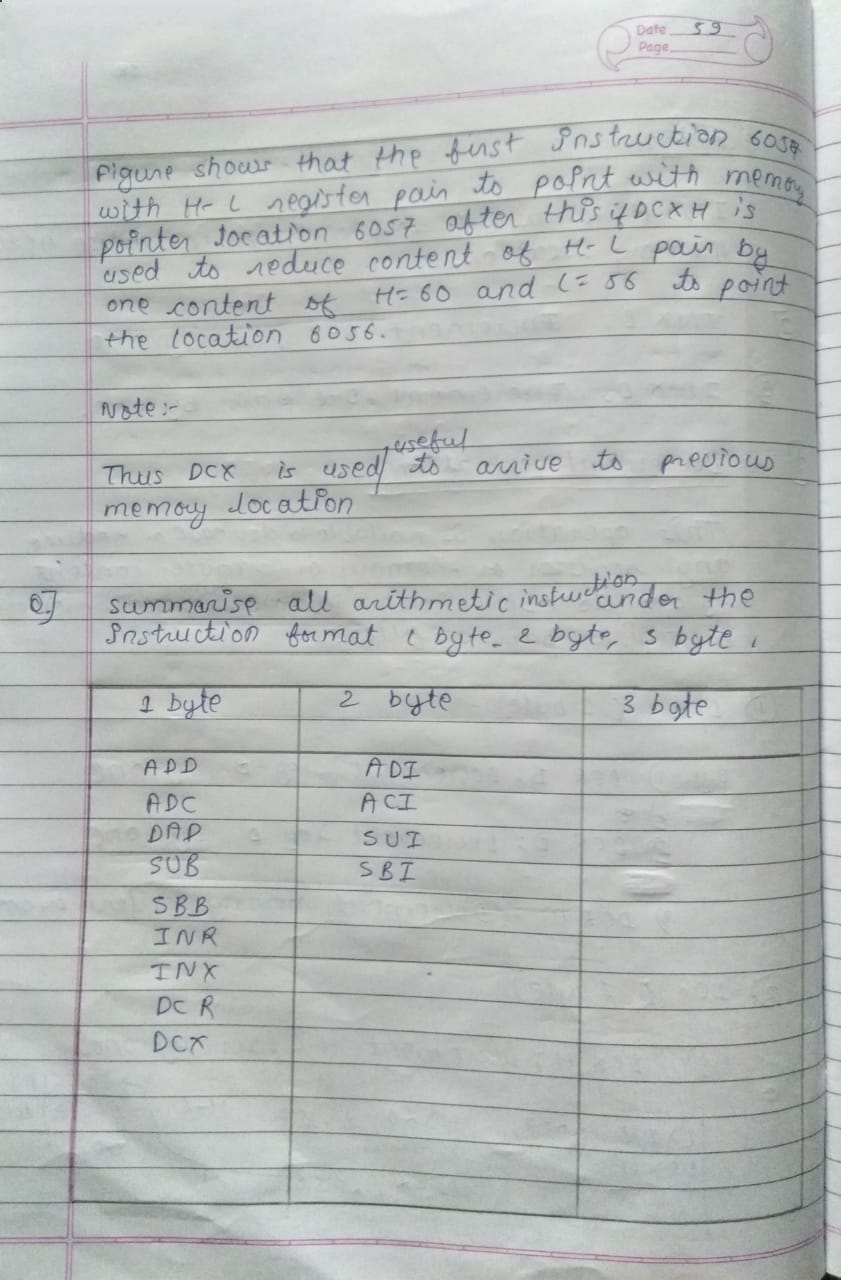 Date 59
Page
Figure shows that the first Instruction 6057
with H-L register pair to point with memory
pointer location 6057 after this if DCX H is
used to reduce content of H-L pair by
one content of H=60 and L=56 to point
the location 6056.
Note:-
Thus DCX is used/useful to arrive to previous
memory location
Q.] summarise all arithmetic instruction under the
Instruction format 1 byte, 2 byte, 3 byte.
1 byte 2 byte 3 byte
ADD ADI
ADC ACI
DAD SUI
SUB SBI
SBB
INR
INX
DCR
DCX